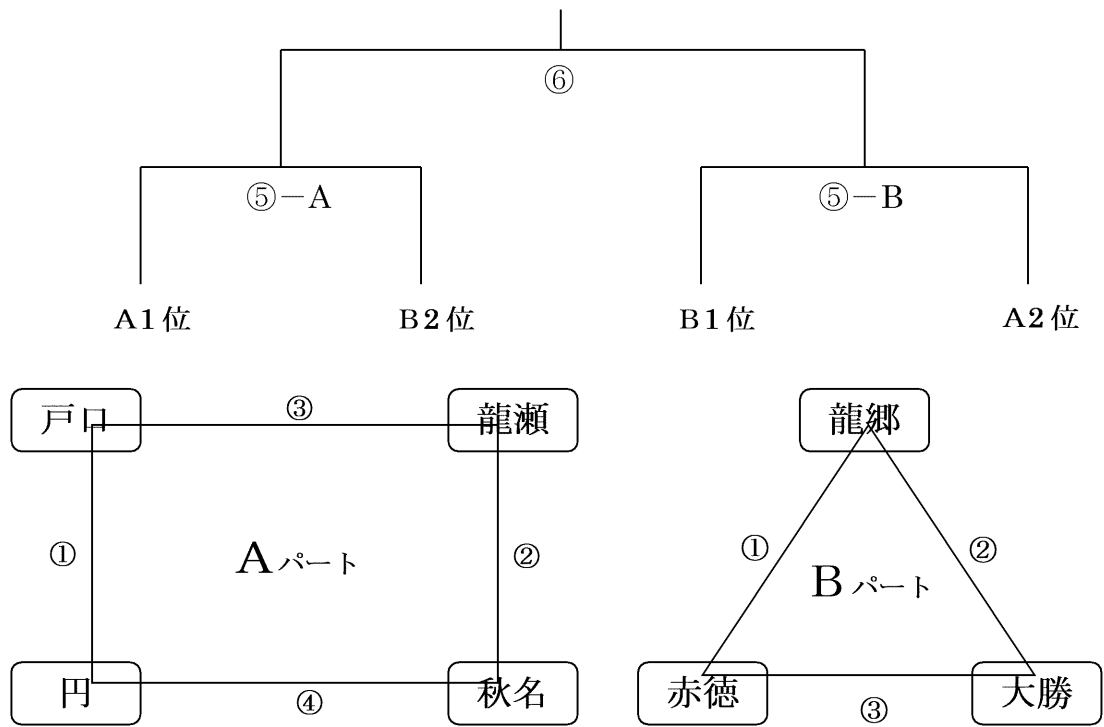 ⑥
⑤－A ⑤－B
A1位 B2位 B1位 A2位
戸口 ③ 龍瀬 龍郷
① Aパート ② ① Bパート ②
円 ④ 秋名 赤徳 ③ 大勝